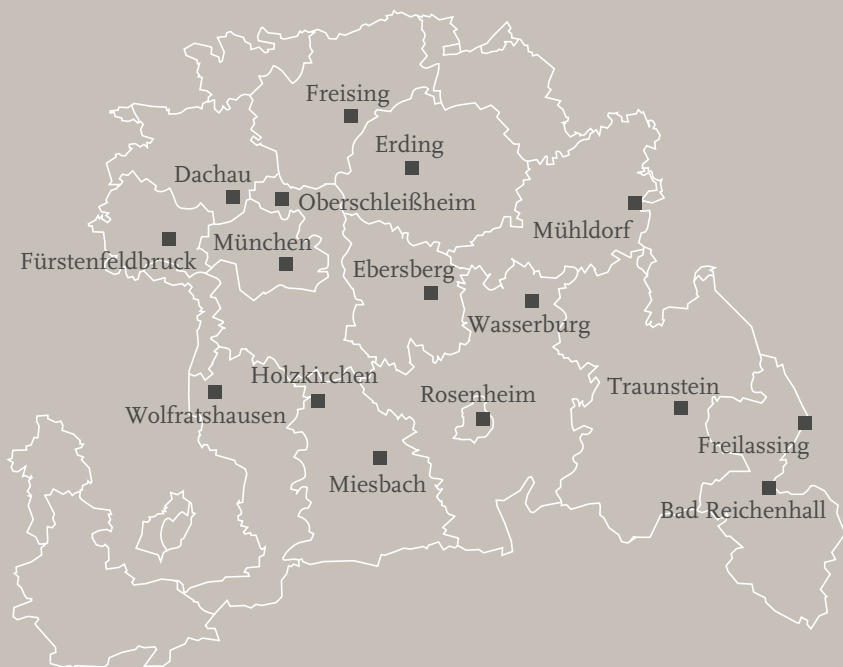 Freising
Erding
Dachau
Oberschleißheim
Mühldorf
München
Fürstenfeldbruck
Ebersberg
Wasserburg
Holzkirchen
Rosenheim
Traunstein
Wolfratshausen
Freilassing
Miesbach
Bad Reichenhall